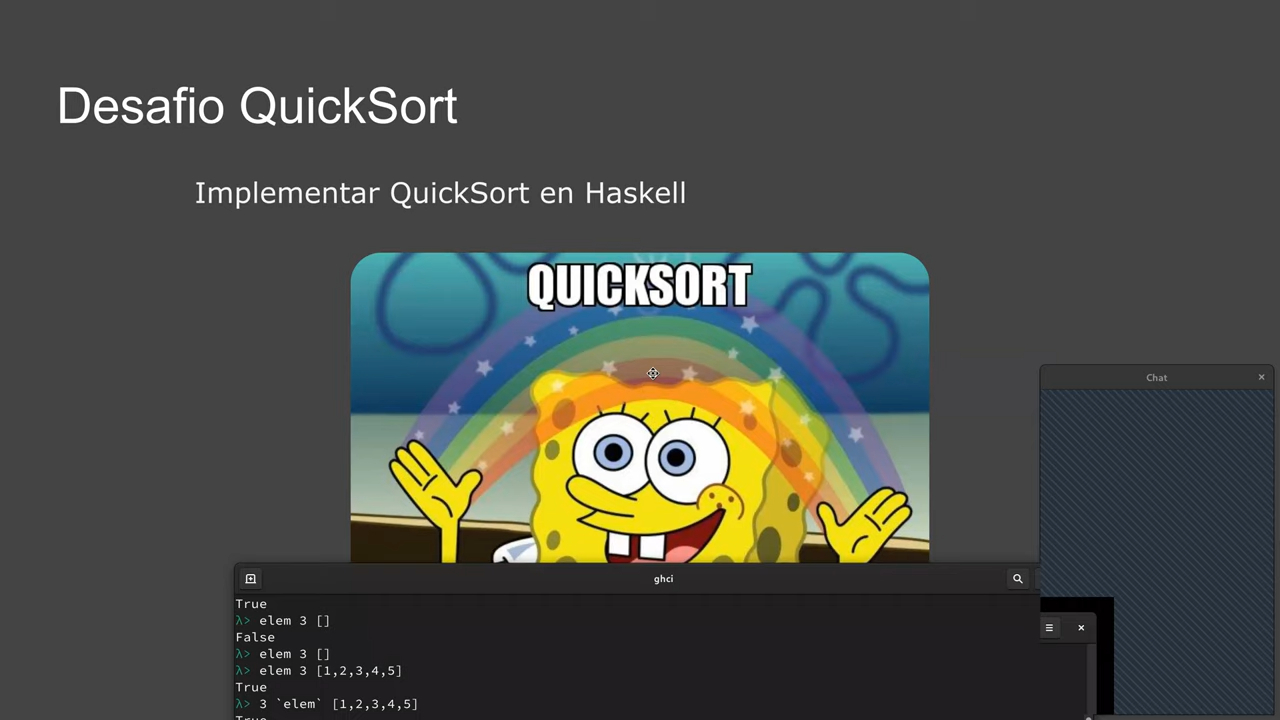 Desafio QuickSort
Implementar QuickSort en Haskell
QUICKSORT
Chat
ghci
True
λ> elem 3 []
False
λ> elem 3 []
λ> elem 3 [1,2,3,4,5]
True
λ> 3 `elem` [1,2,3,4,5]
True